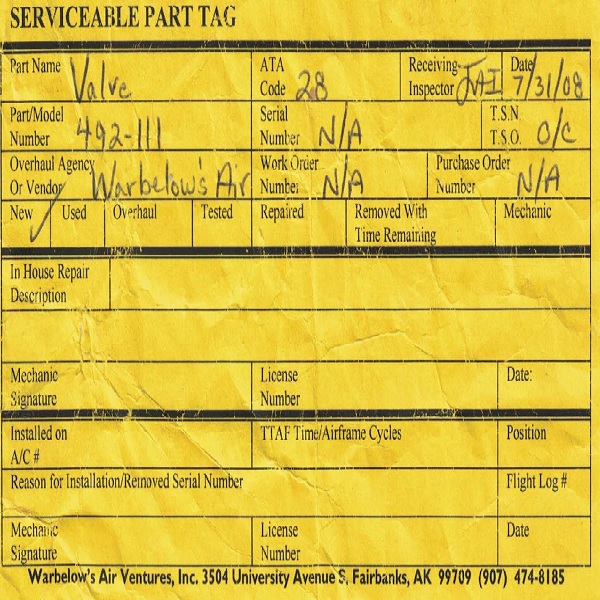 SERVICEABLE PART TAG
Part Name Valve ATA Code 28 Receiving Inspector Date 7/31/08
Part/Model Number 492-111 Serial Number N/A T.S.N. T.S.O. O/C
Overhaul Agency Or Vendor Warbelow's Air Work Order Number N/A Purchase Order Number N/A
New ✓ Used Overhaul Tested Repaired Removed With Time Remaining Mechanic
In House Repair Description
Mechanic Signature License Number Date:
Installed on A/C # TTAF Time/Airframe Cycles Position
Reason for Installation/Removed Serial Number Flight Log #
Mechanic Signature License Number Date
Warbelow's Air Ventures, Inc. 3504 University Avenue S. Fairbanks, AK 99709 (907) 474-8185